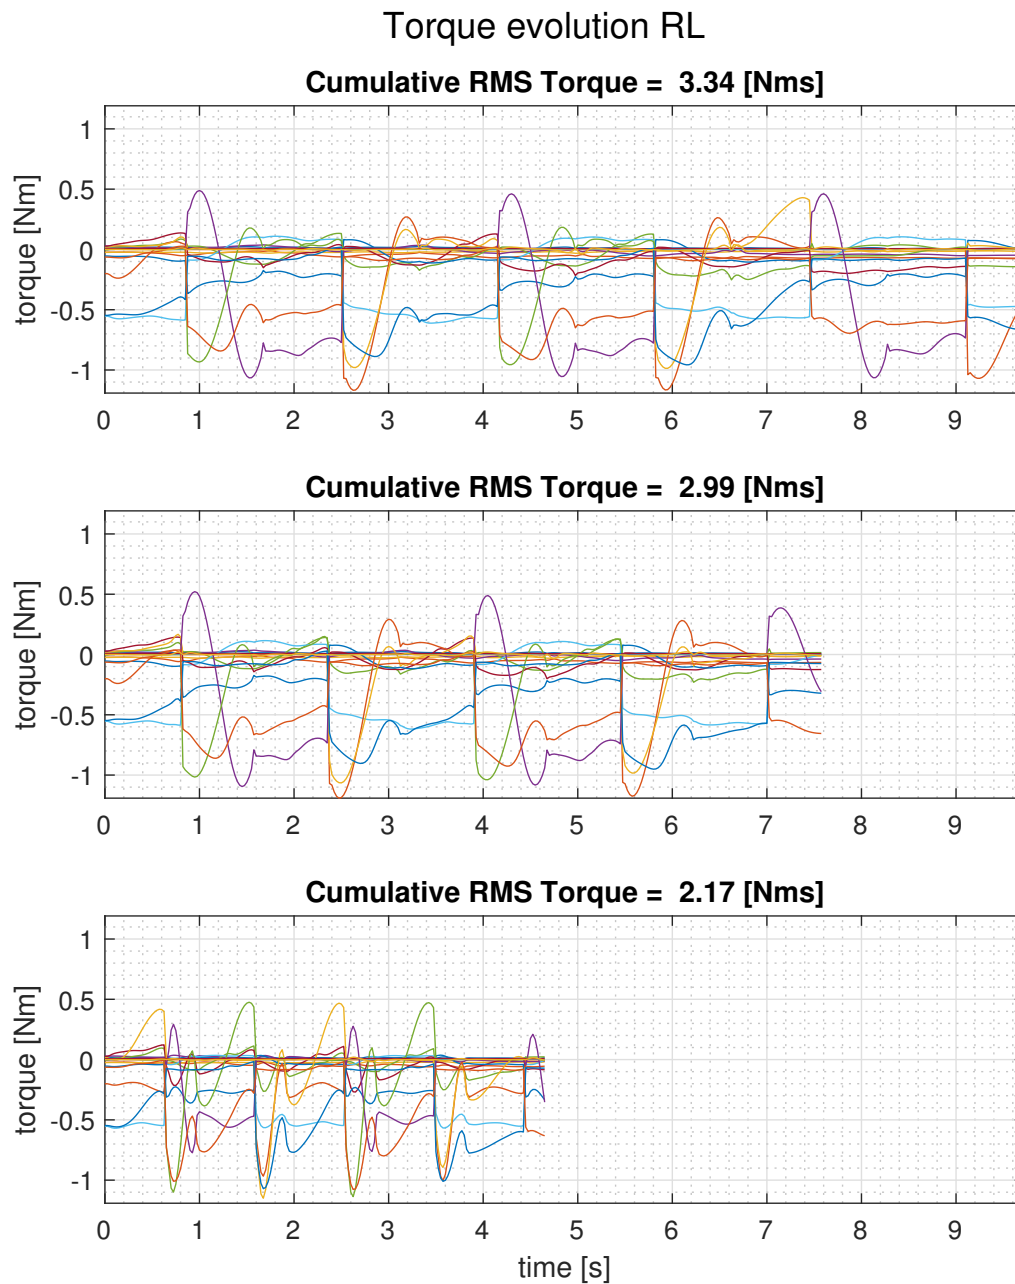 Torque evolution RL
Cumulative RMS Torque = 3.34 [Nms]
torque [Nm]
1
0.5
0
-0.5
-1
0 1 2 3 4 5 6 7 8 9
Cumulative RMS Torque = 2.99 [Nms]
torque [Nm]
1
0.5
0
-0.5
-1
0 1 2 3 4 5 6 7 8 9
Cumulative RMS Torque = 2.17 [Nms]
torque [Nm]
1
0.5
0
-0.5
-1
0 1 2 3 4 5 6 7 8 9
time [s]